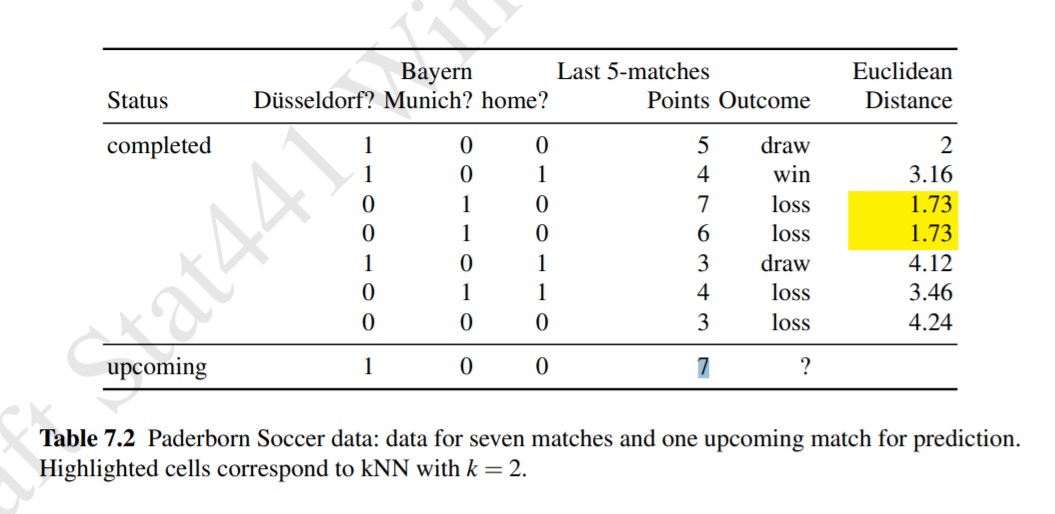 Bayern Last 5-matches Euclidean
Status Düsseldorf? Munich? home? Points Outcome Distance
completed 1 0 0 5 draw 2
1 0 1 4 win 3.16
0 1 0 7 loss 1.73
0 1 0 6 loss 1.73
1 0 1 3 draw 4.12
0 1 1 4 loss 3.46
0 0 0 3 loss 4.24
upcoming 1 0 0 7 ?
Table 7.2 Paderborn Soccer data: data for seven matches and one upcoming match for prediction.
Highlighted cells correspond to kNN with k = 2.
Stat441